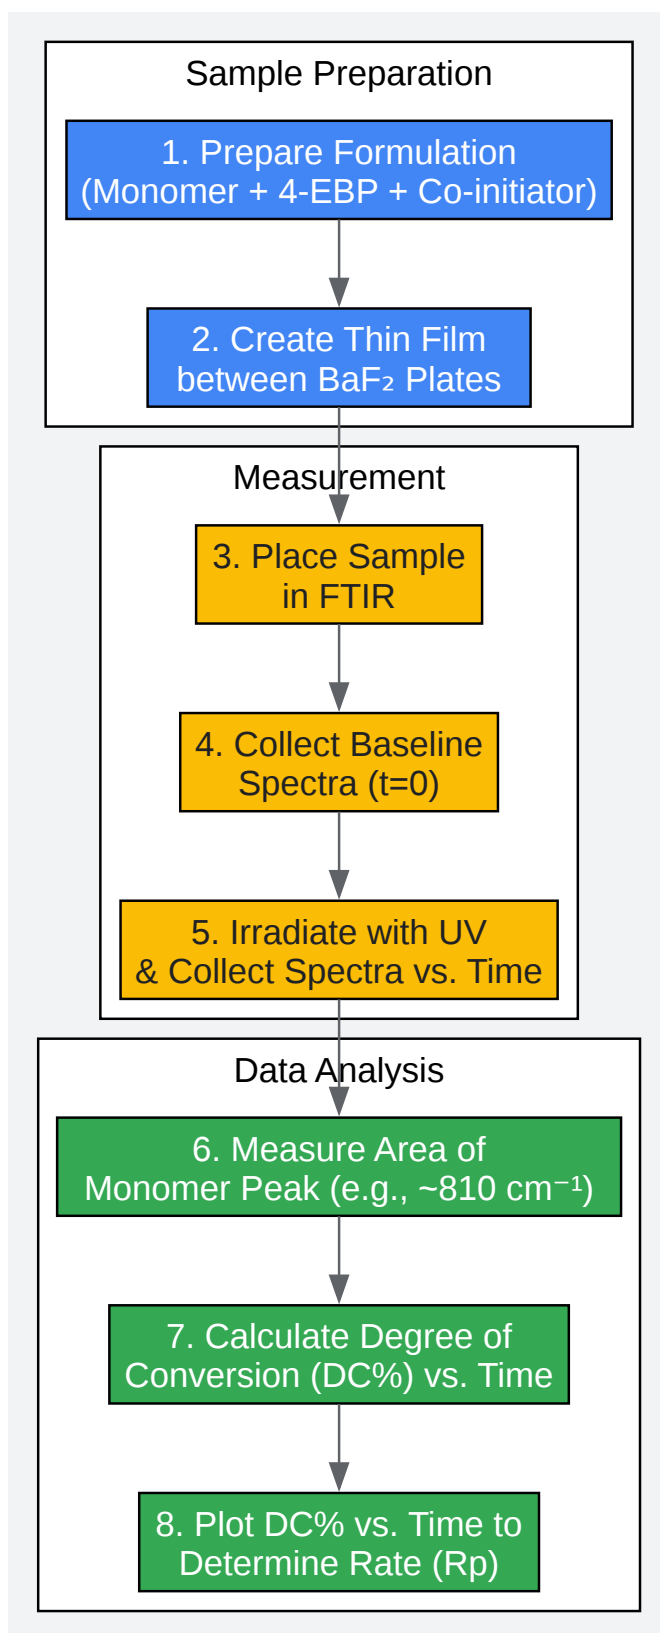 Sample Preparation
1. Prepare Formulation
(Monomer + 4-EBP + Co-initiator)
2. Create Thin Film
between BaF₂ Plates
Measurement
3. Place Sample
in FTIR
4. Collect Baseline
Spectra (t=0)
5. Irradiate with UV
& Collect Spectra vs. Time
Data Analysis
6. Measure Area of
Monomer Peak (e.g., ~810 cm⁻¹)
7. Calculate Degree of
Conversion (DC%) vs. Time
8. Plot DC% vs. Time to
Determine Rate (Rp)